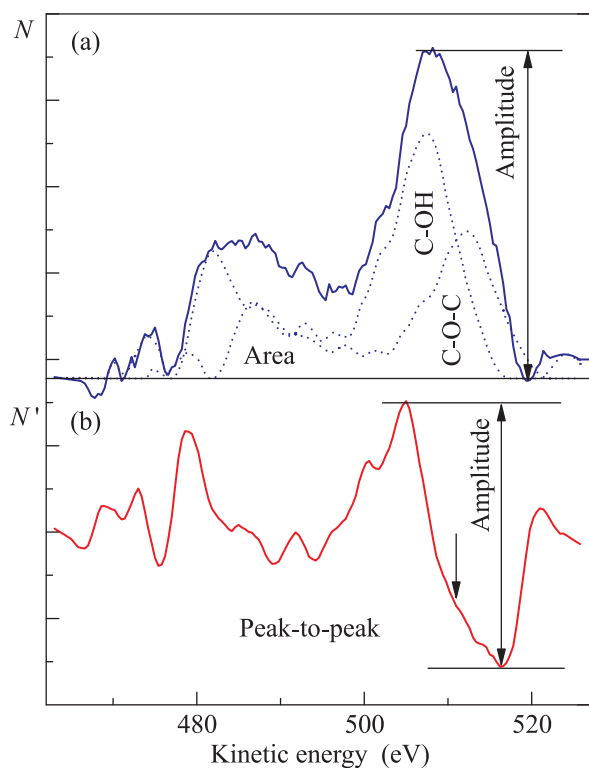 N
(a)
Amplitude
C-OH
C-O-C
Area
N'
(b)
Amplitude
Peak-to-peak
480
500
520
Kinetic energy (eV)